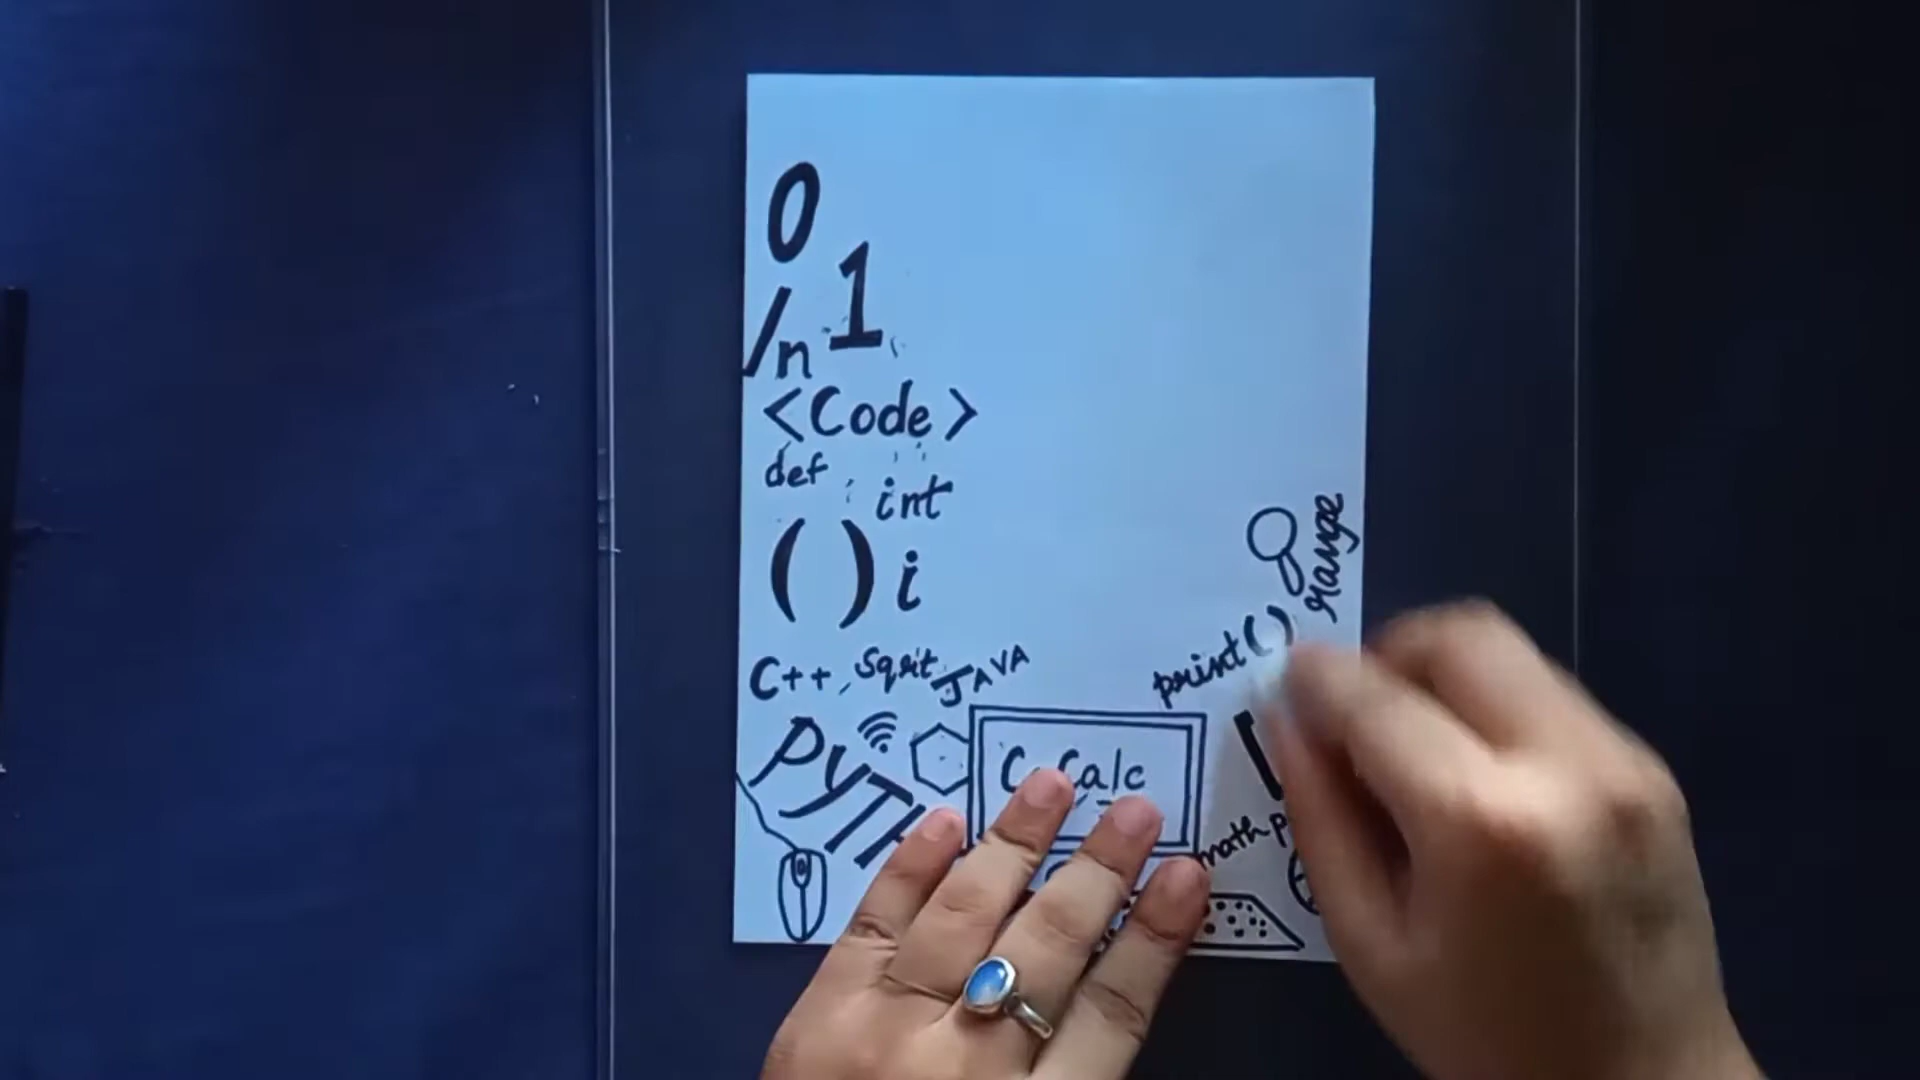 0
1
/n
<Code>
def
int
( ) i
C++
Sqrt
JAVA
range
print()
PYTH
Calc
math